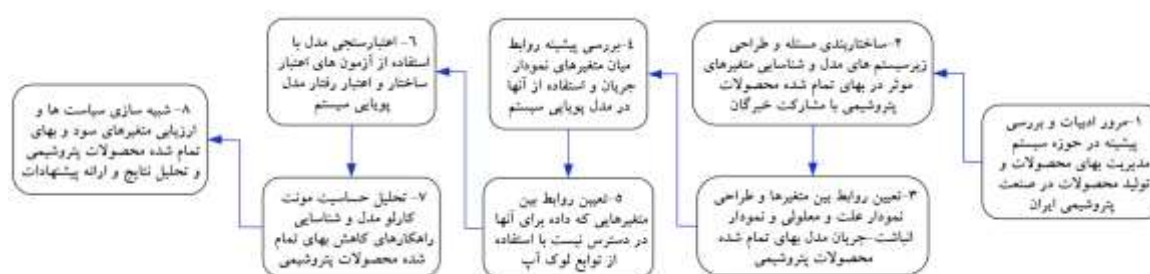 ۱-مرور ادبیات و بررسی
پیشینه در حوزه سیستم
مدیریت بهای محصولات و
تولید محصولات در صنعت
پتروشیمی ایران
۲-ساختاربندی مسئله و طراحی
زیرسیستم های مدل و شناسایی متغیرهای
موثر در بهای تمام شده محصولات
پتروشیمی با مشارکت خبرگان
۳-تعیین روابط بین متغیرها و طراحی
نمودار علت و معلولی و نمودار
انباشت-جریان مدل بهای تمام شده
محصولات پتروشیمی
٤-بررسی پیشینه روابط
میان متغیرهای نمودار
جریان و استفاده از آنها
در مدل پویایی سیستم
۵-تعیین روابط بین
متغیرهایی که داده برای آنها
در دسترس نیست با استفاده
از توابع لوک آپ
۶- اعتبارسنجی مدل با
استفاده از آزمون های اعتبار
ساختار و اعتبار رفتار مدل
پویایی سیستم
۷- تحلیل حساسیت مونت
کارلو مدل و شناسایی
راهکارهای کاهش بهای تمام
شده محصولات پتروشیمی
۸- شبیه سازی سیاست ها و
ارزیابی متغیرهای سود و بهای
تمام شده محصولات پتروشیمی
و تحلیل نتایج و ارائه پیشنهادات